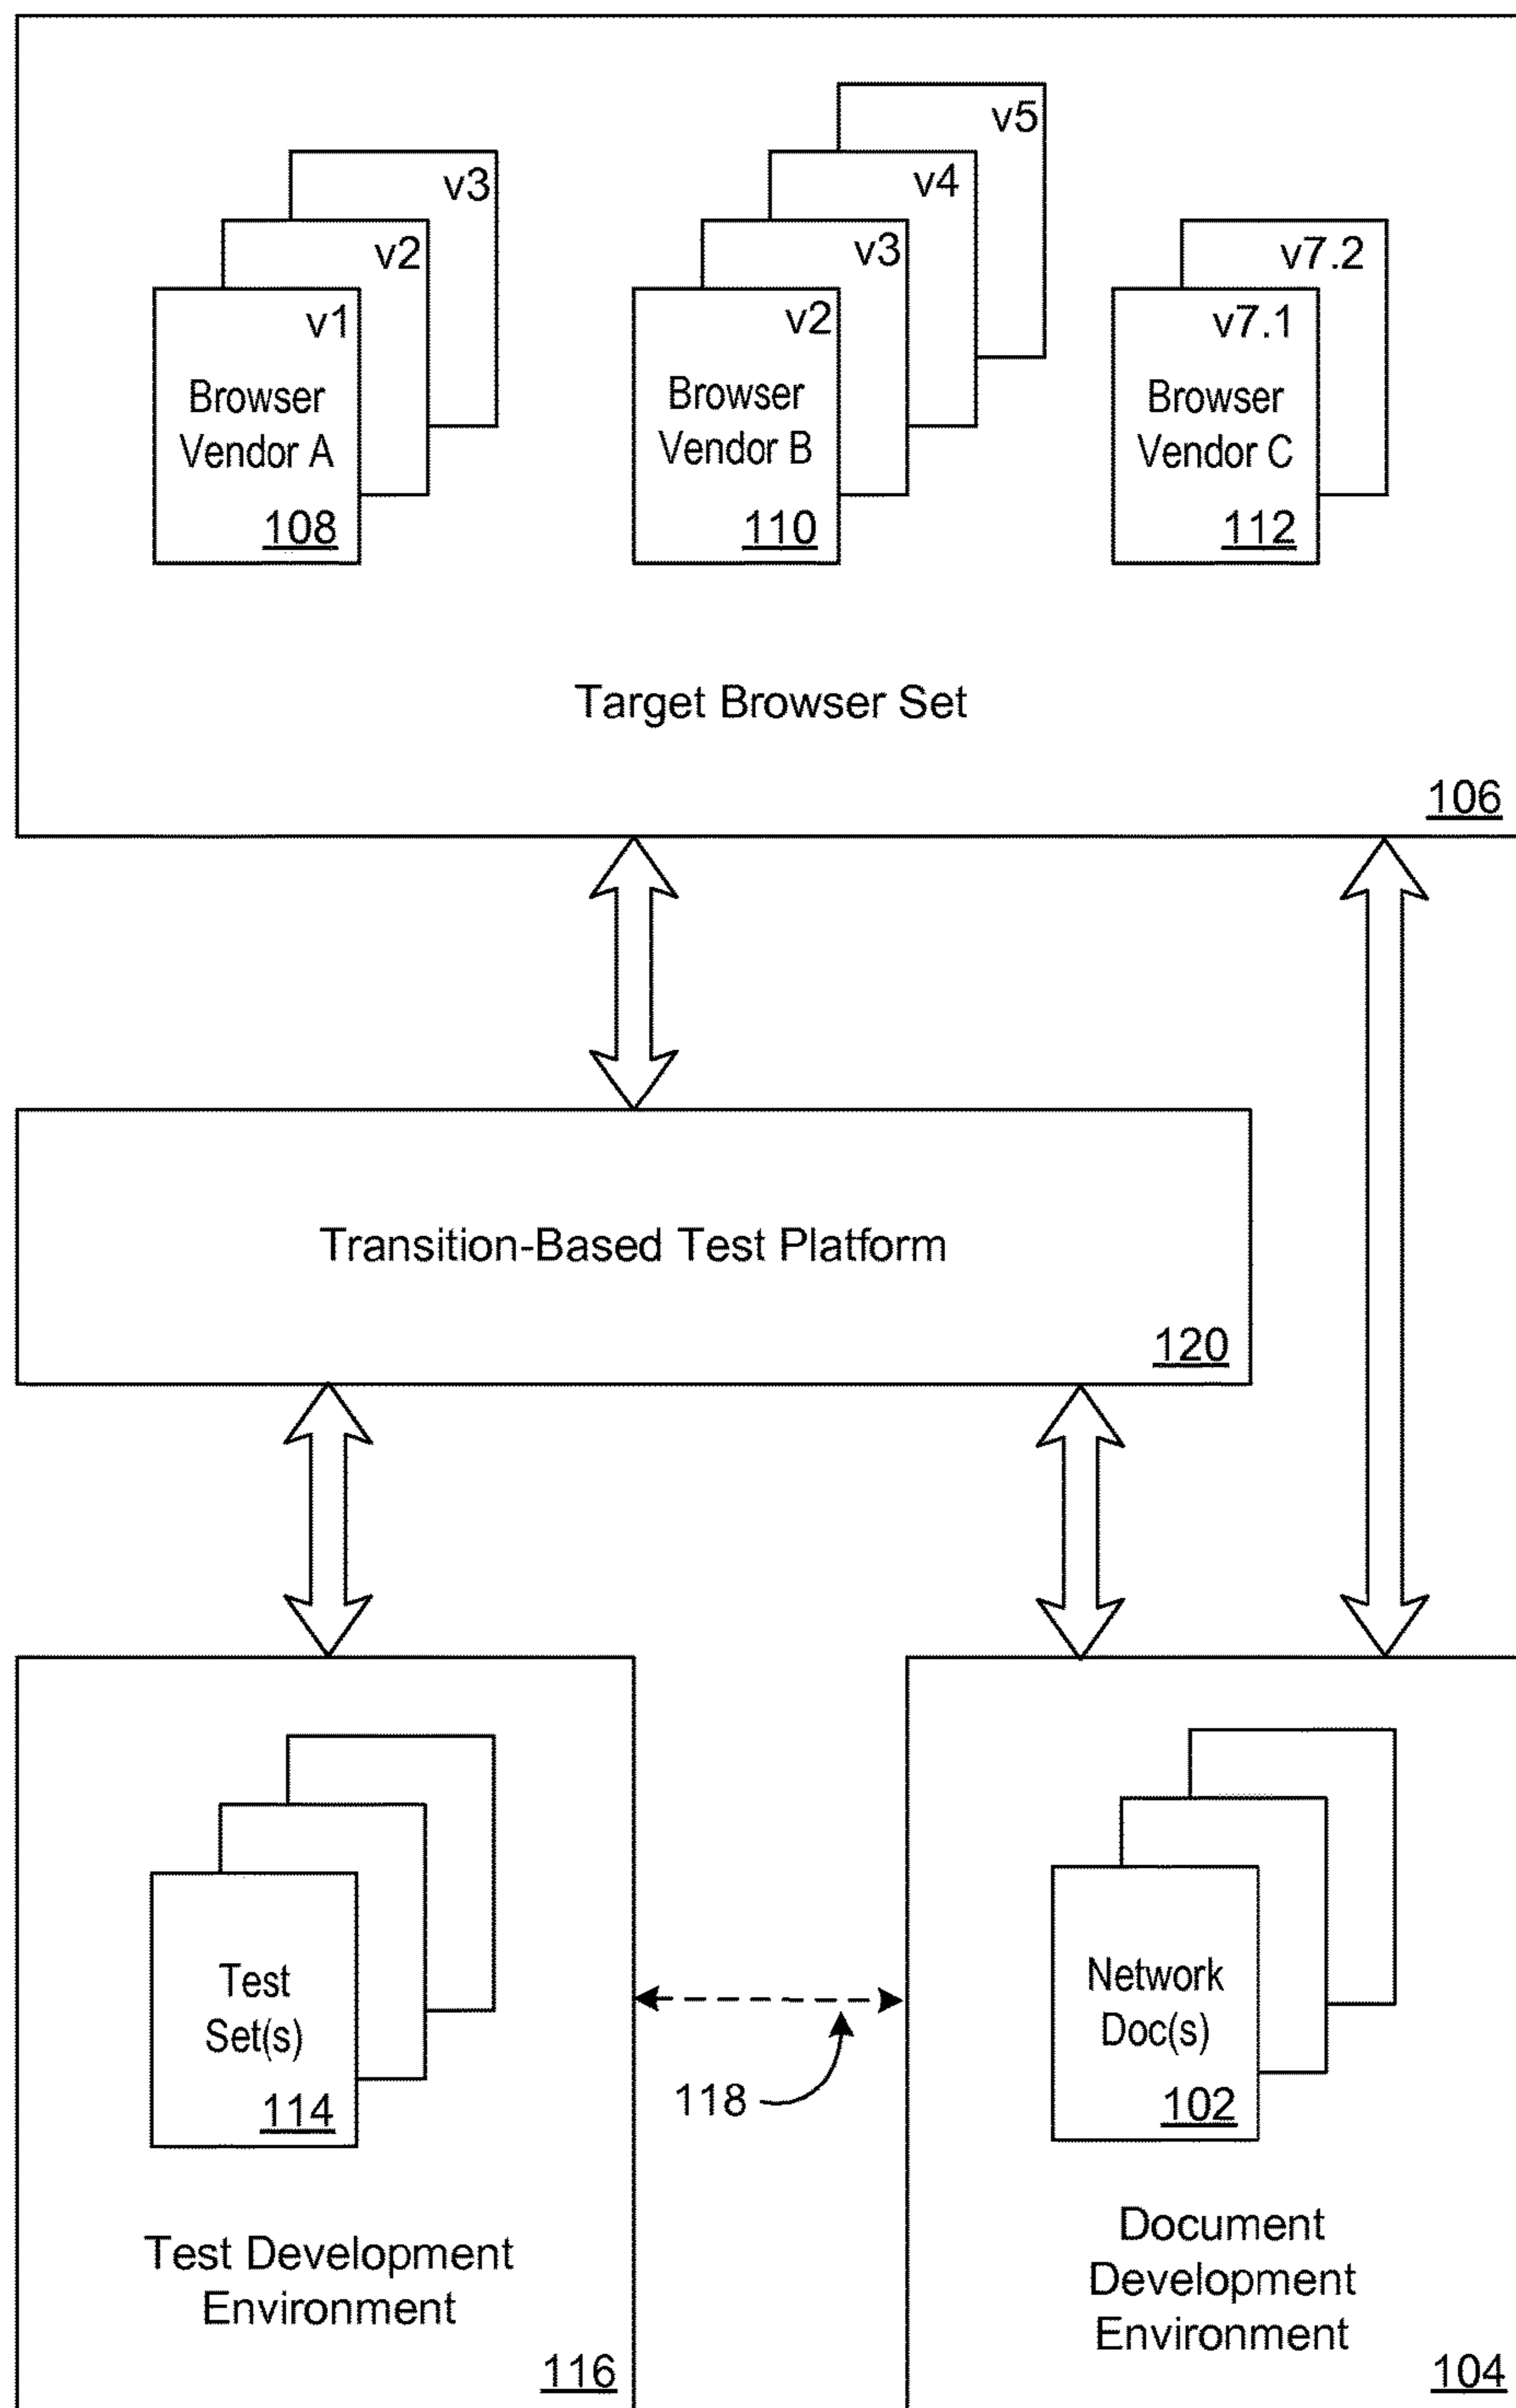 v3
v2
v1
Browser
Vendor A
108
v5
v4
v3
v2
Browser
Vendor B
110
v7.2
v7.1
Browser
Vendor C
112
Target Browser Set
106
Transition-Based Test Platform
120
Test
Set(s)
114
Test Development
Environment
116
118
Network
Doc(s)
102
Document
Development
Environment
104